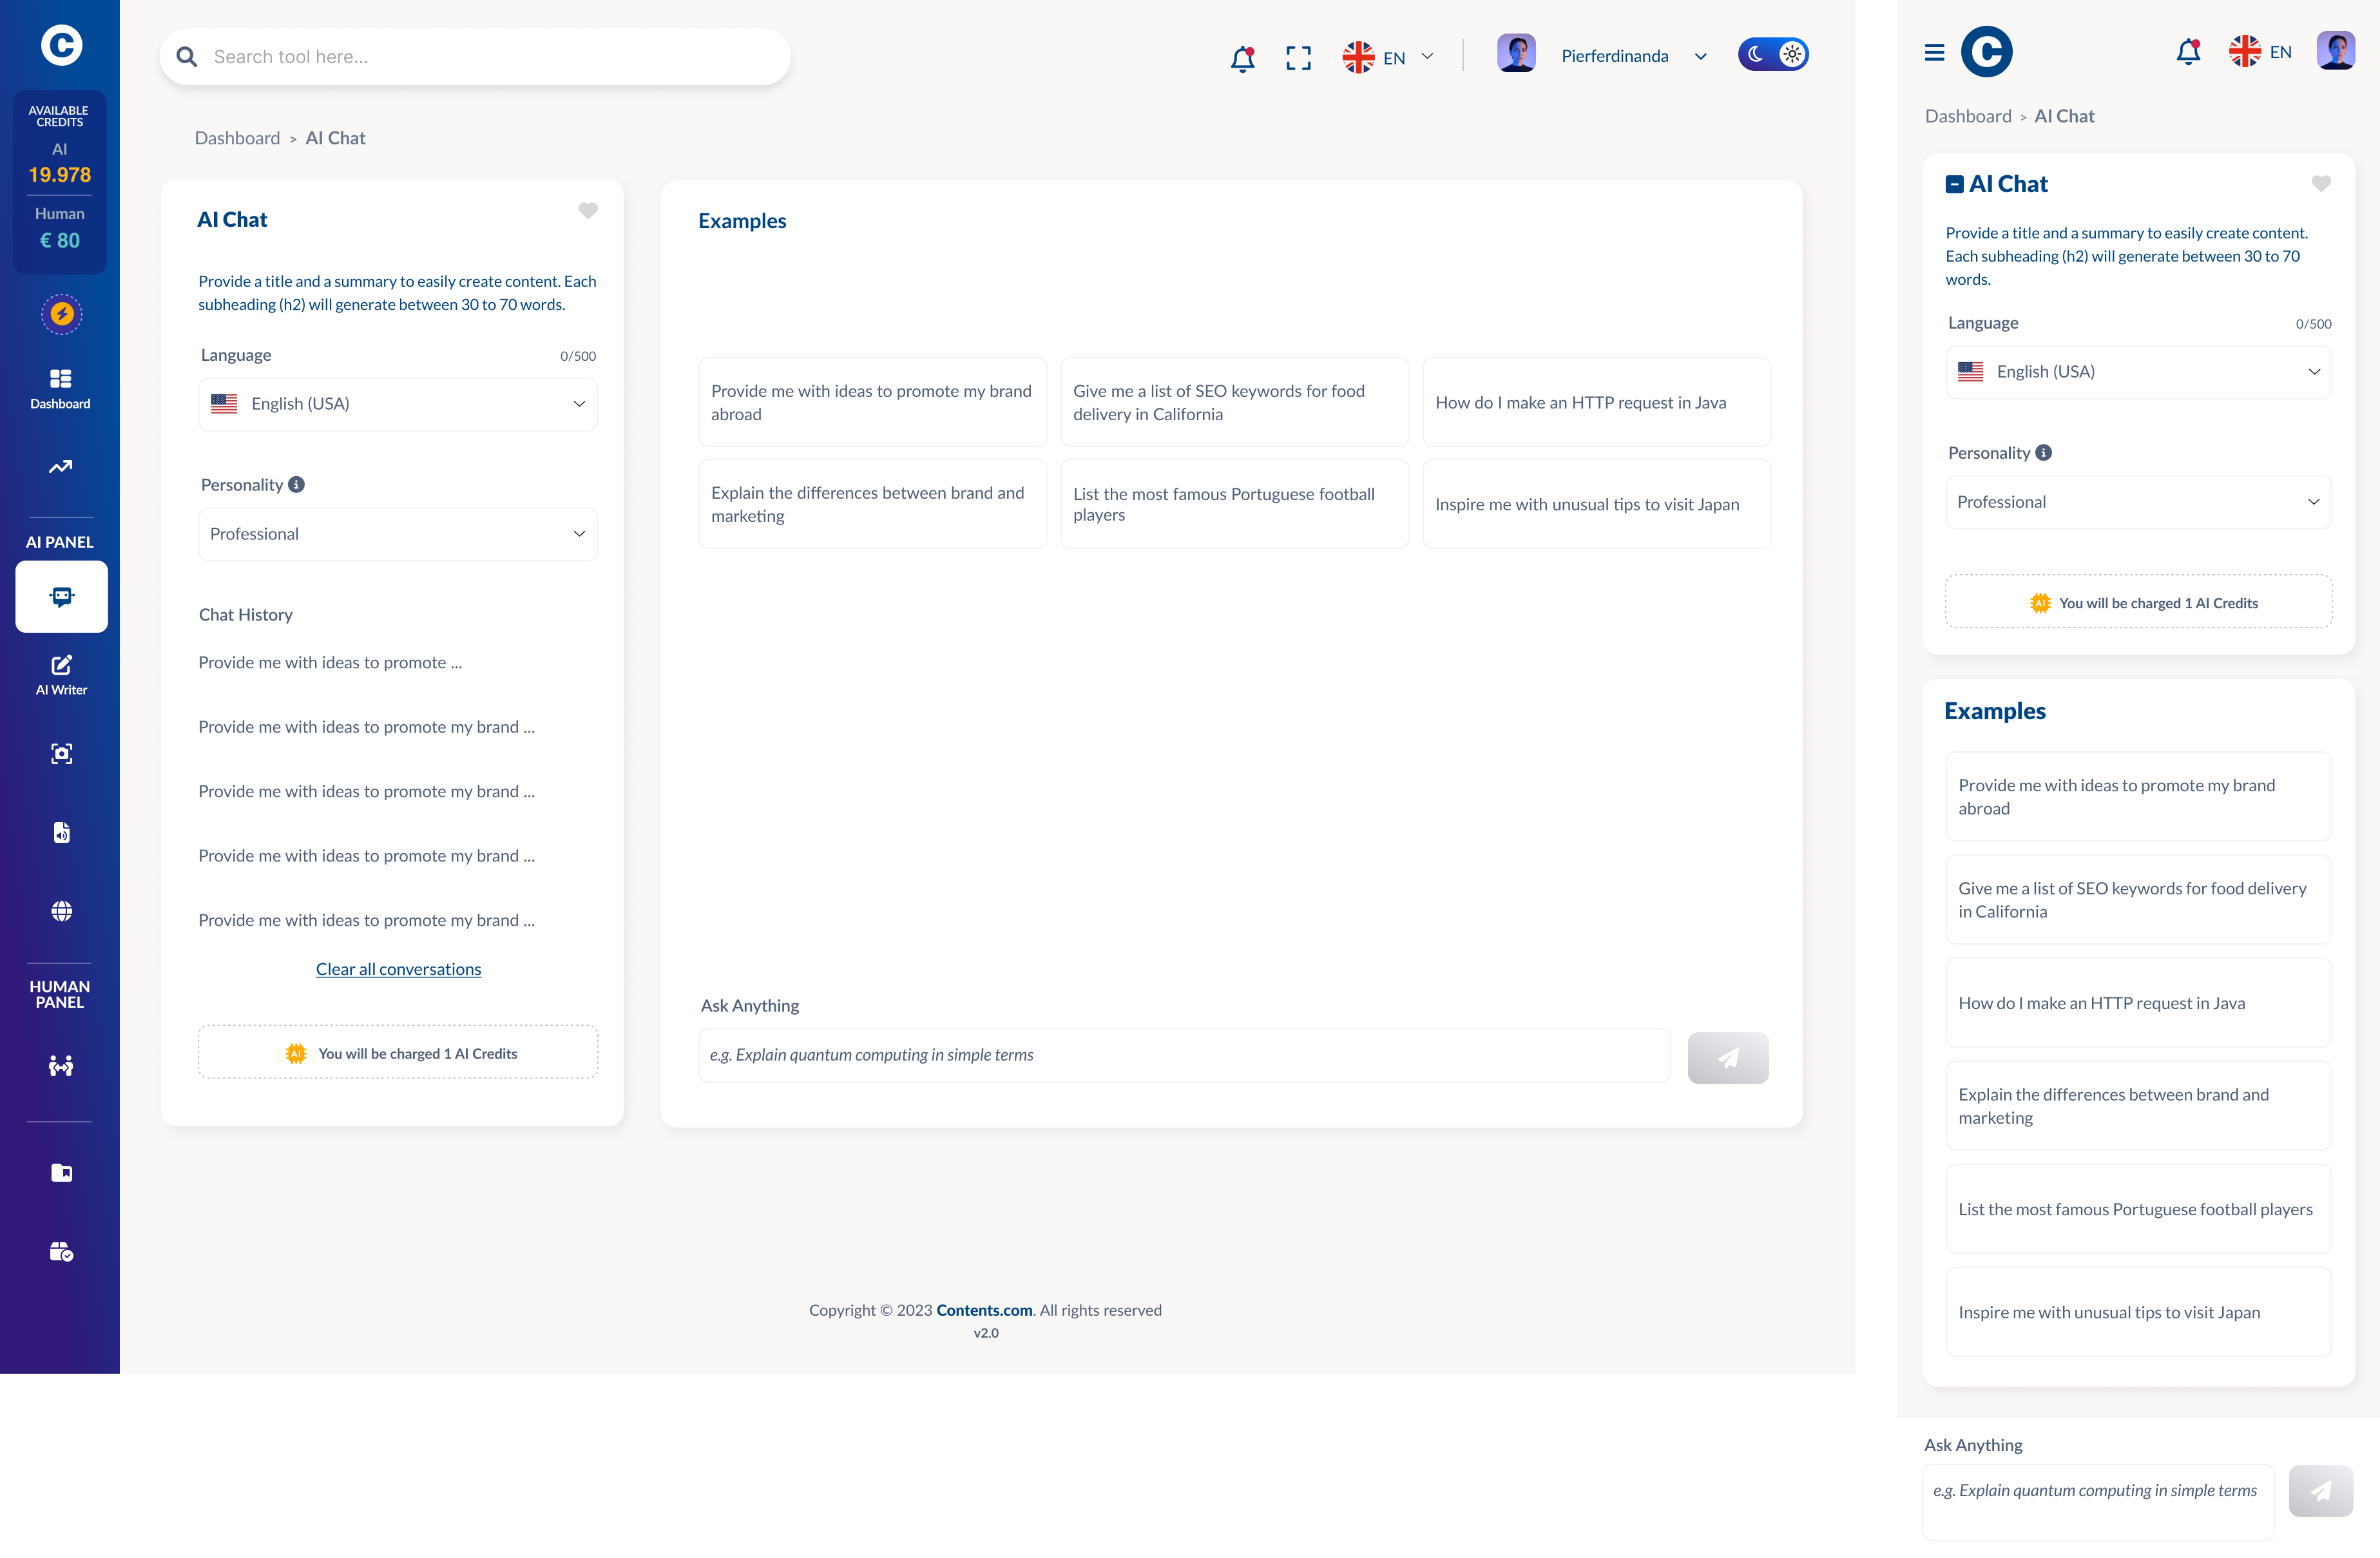 C
AVAILABLE
CREDITS
AI
19.978
Human
€ 80
Dashboard
AI PANEL
AI Writer
HUMAN
PANEL
Search tool here...
EN
Pierferdinanda
Dashboard > AI Chat
AI Chat
Provide a title and a summary to easily create content. Each
subheading (h2) will generate between 30 to 70 words.
Language 0/500
English (USA)
Personality
Professional
Chat History
Provide me with ideas to promote ...
Provide me with ideas to promote my brand ...
Provide me with ideas to promote my brand ...
Provide me with ideas to promote my brand ...
Provide me with ideas to promote my brand ...
Clear all conversations
AI You will be charged 1 AI Credits
Examples
Provide me with ideas to promote my brand
abroad
Give me a list of SEO keywords for food
delivery in California
How do I make an HTTP request in Java
Explain the differences between brand and
marketing
List the most famous Portuguese football
players
Inspire me with unusual tips to visit Japan
Ask Anything
e.g. Explain quantum computing in simple terms
Copyright © 2023 Contents.com. All rights reserved
v2.0
C
EN
Dashboard > AI Chat
AI Chat
Provide a title and a summary to easily create content.
Each subheading (h2) will generate between 30 to 70
words.
Language 0/500
English (USA)
Personality
Professional
AI You will be charged 1 AI Credits
Examples
Provide me with ideas to promote my brand
abroad
Give me a list of SEO keywords for food delivery
in California
How do I make an HTTP request in Java
Explain the differences between brand and
marketing
List the most famous Portuguese football players
Inspire me with unusual tips to visit Japan
Ask Anything
e.g. Explain quantum computing in simple terms